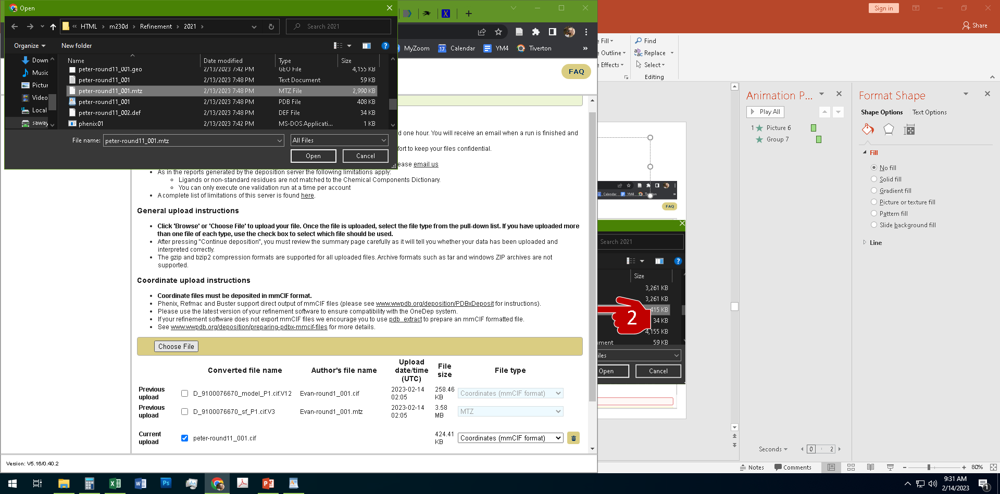 Open
« HTML › m230d › Refinement › 2021 ›
Search 2021
Organize
New folder
Name
Date modified
Type
Size
peter-round11_001.geo 2/13/2023 7:42 PM GEO File 4,155 KB
peter-round11_001 2/13/2023 7:48 PM Text Document 59 KB
peter-round11_001.mtz 2/13/2023 7:48 PM MTZ File 2,990 KB
peter-round11_001 2/13/2023 7:48 PM PDB File 408 KB
peter-round11_002.def 2/13/2023 7:48 PM DEF File 34 KB
phenix01 2/13/2023 7:42 PM MS-DOS Applicati... 1 KB
Down
Music
Pictur
Video
Local
saway
File name:
peter-round11_001.mtz
All Files
Open
Cancel
MyZoom
17
Calendar
YM4
Tiverton
»
FAQ
d one hour. You will receive an email when a run is finished and
fort to keep your files confidential.
ease email us
As in the reports generated by the deposition server the following limitations apply:
Ligands or non-standard residues are not matched to the Chemical Components Dictionary.
You can only execute one validation run at a time per account
A complete list of limitations of this server is found here.
General upload instructions
Click 'Browse' or 'Choose File' to upload your file. Once the file is uploaded, select the file type from the pull-down list. If you have uploaded more
than one file of each type, use the check box to select which file should be used.
After pressing "Continue deposition", you must review the summary page carefully as it will tell you whether your data has been uploaded and
interpreted correctly.
The gzip and bzip2 compression formats are supported for all uploaded files. Archive formats such as tar and windows ZIP archives are not
supported.
Coordinate upload instructions
Coordinate files must be deposited in mmCIF format.
Phenix, Refmac and Buster support direct output of mmCIF files (please see www.wwpdb.org/deposition/PDBxDeposit for instructions).
Please use the latest version of your refinement software to ensure compatibility with the OneDep system.
If your refinement software does not export mmCIF files we encourage you to use pdb_extract to prepare an mmCIF formatted file.
See www.wwpdb.org/deposition/preparing-pdbx-mmcif-files for more details.
Choose File
Converted file name
Author's file name
Upload
date/time
(UTC)
File
size
File type
Previous
upload
D_9100076670_model_P1.cif.V12
Evan-round1_001.cif
2023-02-14
02:05
258.46
KB
Coordinates (mmCIF format)
Previous
upload
D_9100076670_sf_P1.cif.V3
Evan-round1_001.mtz
2023-02-14
02:05
3.58
MB
MTZ
Current
upload
peter-round11_001.cif
424.41
KB
Coordinates (mmCIF format)
Version: V5.16/0.40.2
Sign in
Share
e Fill
e Outline
e Effects
Find
Replace
Select
Editing
Calendar
YM4
Tiverton
»
FAQ
Search 2021
Size
3,261 KB
3,261 KB
415 KB
34 KB
4,155 KB
ment 59 KB
2
iles
Open
Cancel
Animation P...
Play All
1 Picture 6
Group 7
Seconds
0
2
Format Shape
Shape Options
Text Options
Fill
No fill
Solid fill
Gradient fill
Picture or texture fill
Pattern fill
Slide background fill
Line
Notes
Comments
80%
9:31 AM
2/14/2023
1